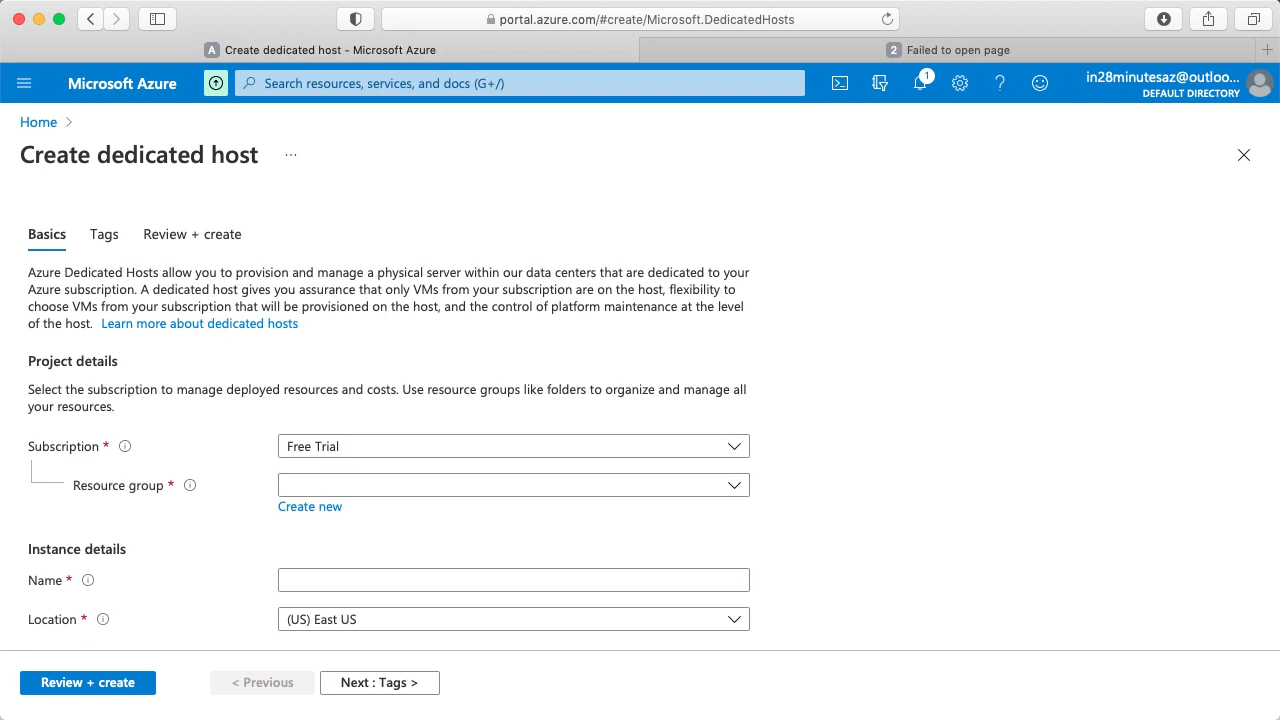 portal.azure.com/#create/Microsoft.DedicatedHosts
A Create dedicated host - Microsoft Azure
2 Failed to open page
Microsoft Azure
Search resources, services, and docs (G+/)
1
in28minutesaz@outloo...
DEFAULT DIRECTORY
Home >
Create dedicated host ...
Basics
Tags
Review + create
Azure Dedicated Hosts allow you to provision and manage a physical server within our data centers that are dedicated to your
Azure subscription. A dedicated host gives you assurance that only VMs from your subscription are on the host, flexibility to
choose VMs from your subscription that will be provisioned on the host, and the control of platform maintenance at the level
of the host. Learn more about dedicated hosts
Project details
Select the subscription to manage deployed resources and costs. Use resource groups like folders to organize and manage all
your resources.
Subscription *
Free Trial
Resource group *
Create new
Instance details
Name *
Location *
(US) East US
Review + create
< Previous
Next : Tags >